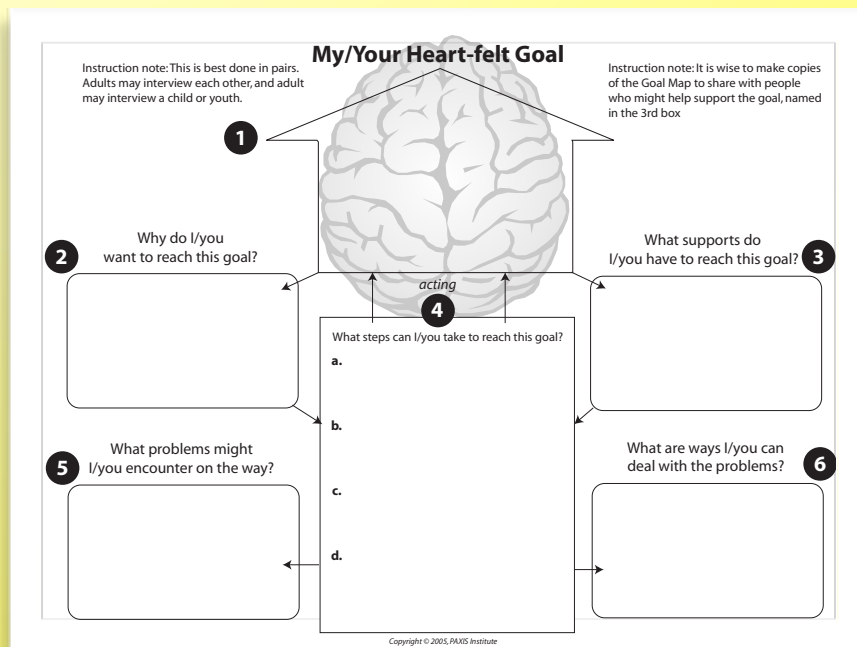 My/Your Heart-felt Goal
Instruction note: This is best done in pairs.
Adults may interview each other, and adult
may interview a child or youth.
Instruction note: It is wise to make copies
of the Goal Map to share with people
who might help support the goal, named
in the 3rd box
1
2
Why do I/you
want to reach this goal?
What supports do
I/you have to reach this goal?
3
acting
4
What steps can I/you take to reach this goal?
a.
b.
c.
d.
5
What problems might
I/you encounter on the way?
What are ways I/you can
deal with the problems?
6
Copyright © 2005, PAXIS Institute